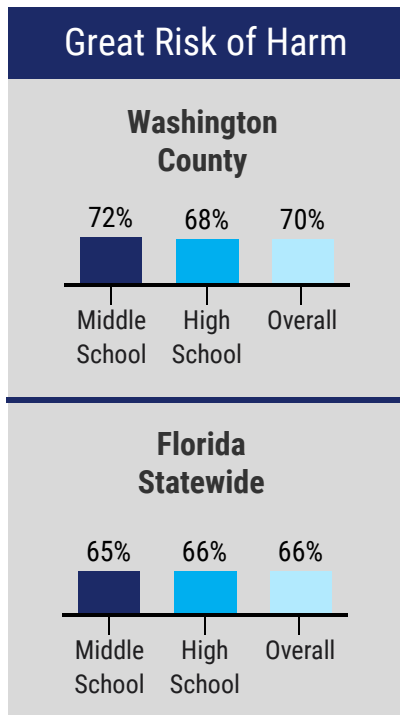 Great Risk of Harm
Washington
County
72% 68% 70%
Middle High Overall
School School
Florida
Statewide
65% 66% 66%
Middle High Overall
School School